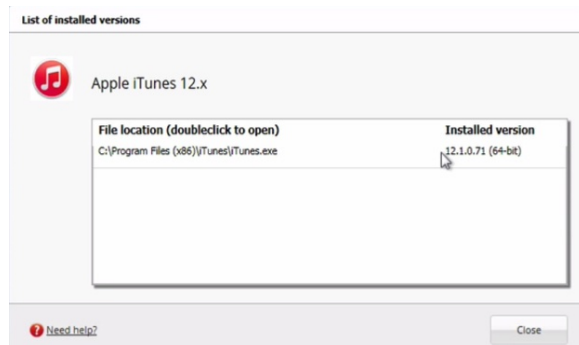 List of installed versions
Apple iTunes 12.x
File location (doubleclick to open) Installed version
C:\Program Files (x86)\iTunes\iTunes.exe 12.1.0.71 (64-bit)
Need help? Close